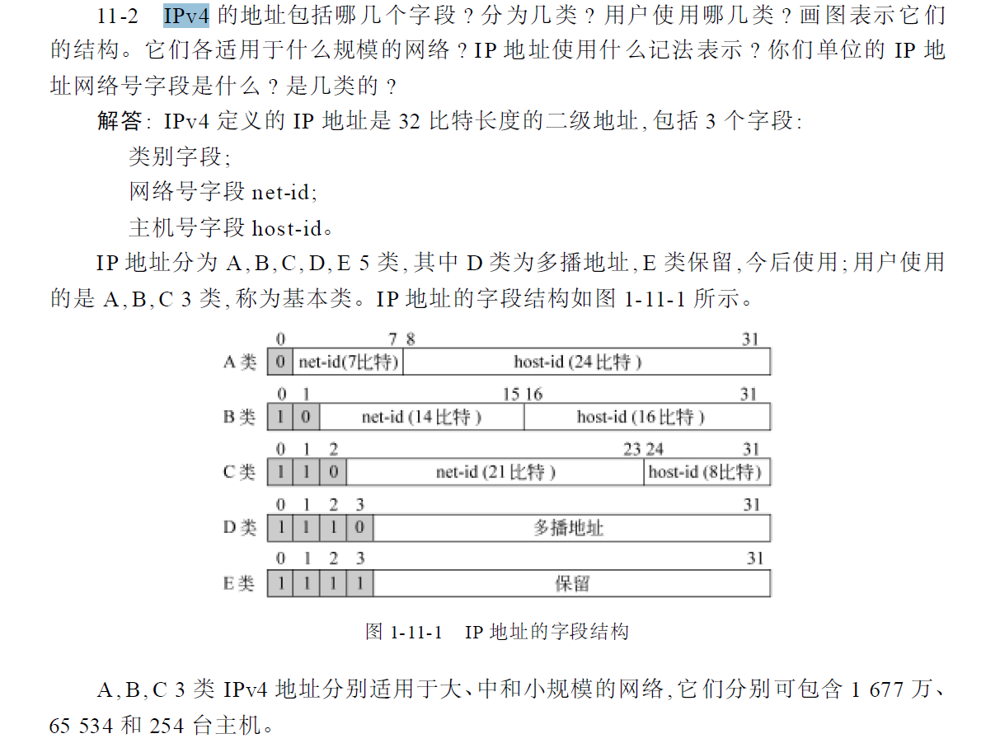 11-2 IPv4 的地址包括哪几个字段?分为几类?用户使用哪几类?画图表示它们
的结构。它们各适用于什么规模的网络?IP 地址使用什么记法表示?你们单位的 IP 地
址网络号字段是什么?是几类的?
解答: IPv4 定义的 IP 地址是 32 比特长度的二级地址,包括 3 个字段:
类别字段;
网络号字段 net-id;
主机号字段 host-id。
IP 地址分为 A,B,C,D,E 5 类,其中 D 类为多播地址,E 类保留,今后使用;用户使用
的是 A,B,C 3 类,称为基本类。IP 地址的字段结构如图 1-11-1 所示。
0 7 8 31
A 类 0 net-id(7比特) host-id (24 比特 )
0 1 15 16 31
B 类 1 0 net-id (14 比特 ) host-id (16 比特 )
0 1 2 23 24 31
C 类 1 1 0 net-id (21 比特 ) host-id (8比特)
0 1 2 3 31
D 类 1 1 1 0 多播地址
0 1 2 3 31
E 类 1 1 1 1 保留
图 1-11-1 IP 地址的字段结构
A,B,C 3 类 IPv4 地址分别适用于大、中和小规模的网络,它们分别可包含 1 677 万、
65 534 和 254 台主机。